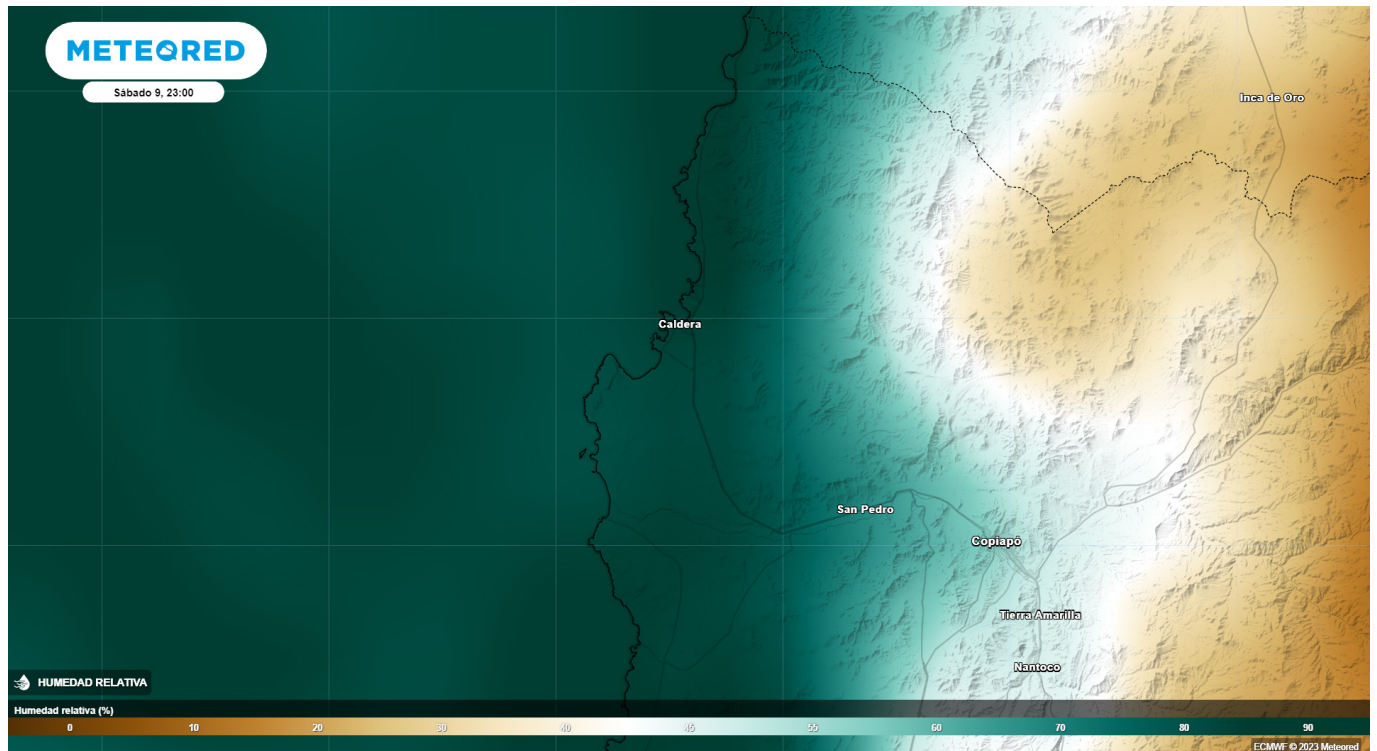 METEORED
Sábado 9, 23:00
Inca de Oro
Caldera
San Pedro
Copiapó
Tierra Amarilla
Nantoco
HUMEDAD RELATIVA
Humedad relativa (%)
0 10 20 30 40 45 55 60 70 80 90
ECMWF © 2023 Meteored